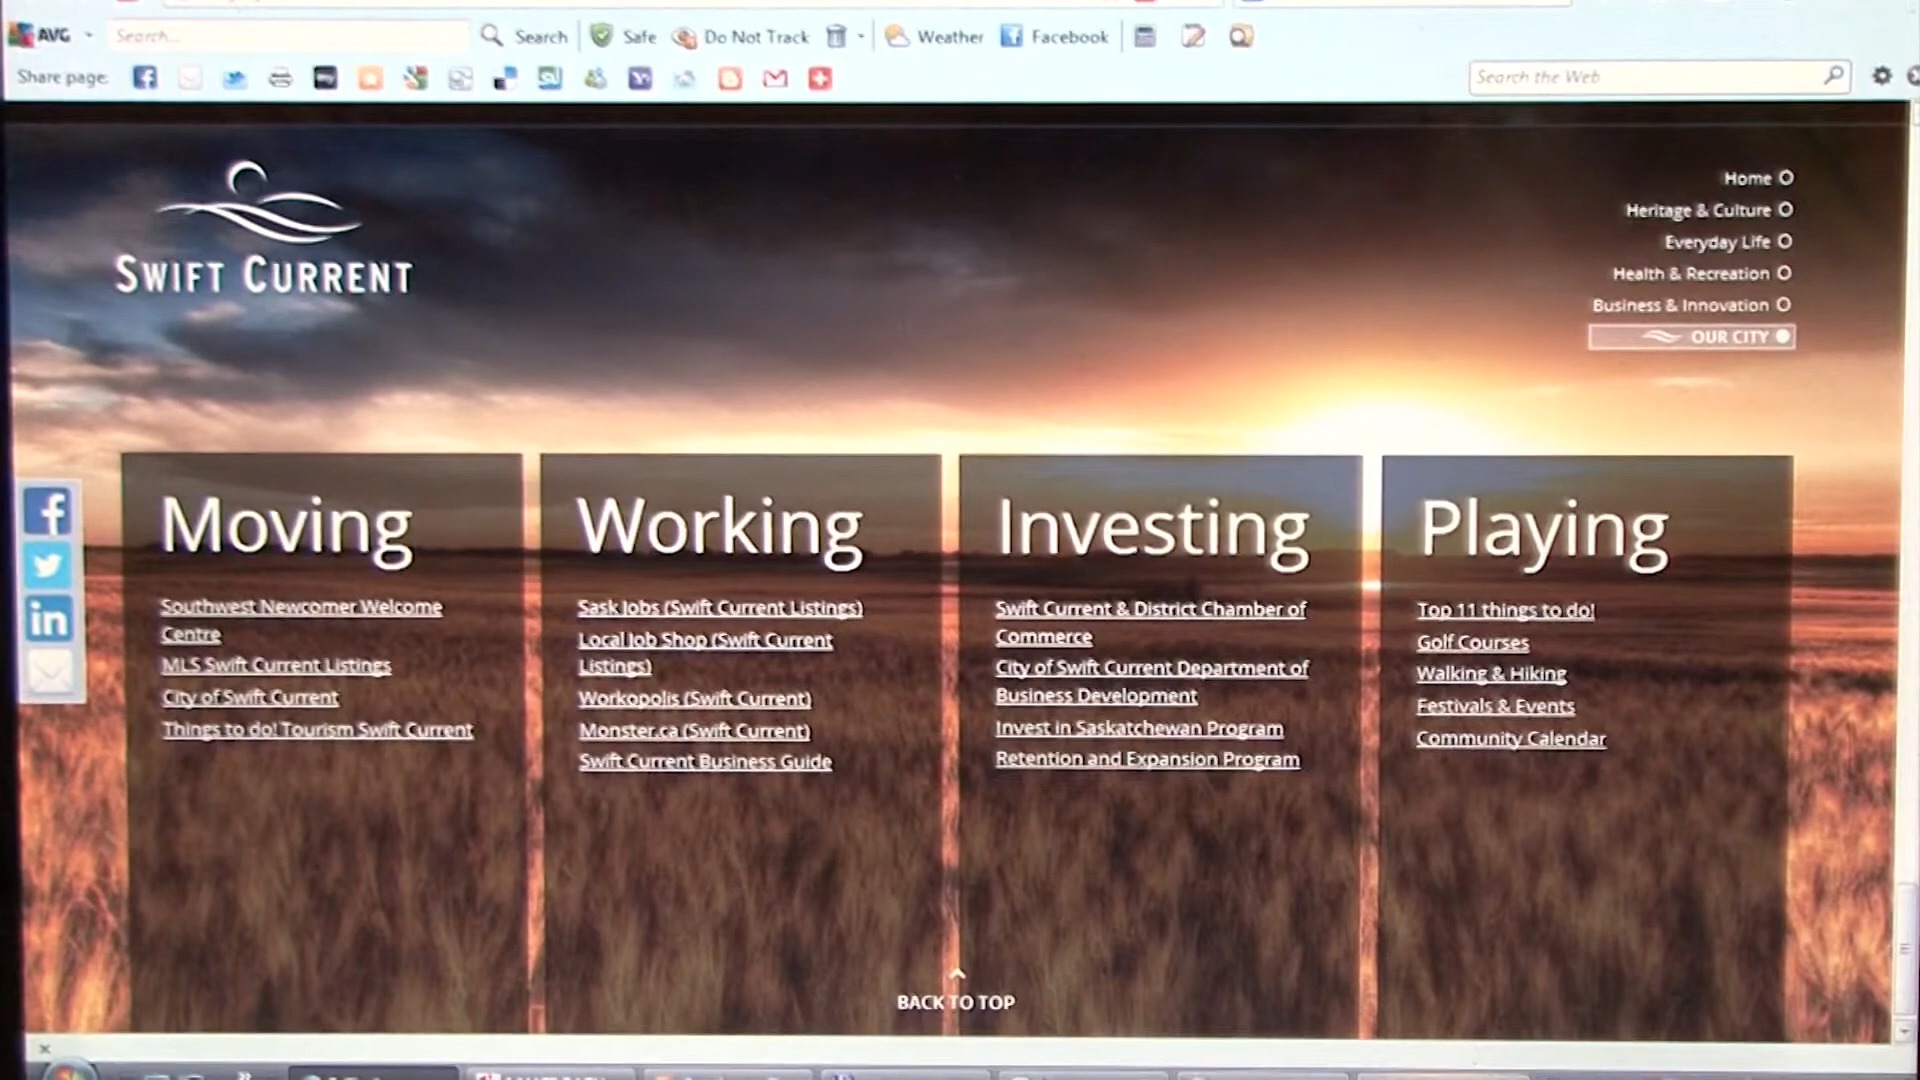 AVG Search... Search Safe Do Not Track Weather Facebook
Share page: Search the Web
SWIFT CURRENT
Home
Heritage & Culture
Everyday Life
Health & Recreation
Business & Innovation
OUR CITY
Moving
Southwest Newcomer Welcome
Centre
MLS Swift Current Listings
City of Swift Current
Things to do! Tourism Swift Current
Working
Sask Jobs (Swift Current Listings)
Local Job Shop (Swift Current
Listings)
Workopolis (Swift Current)
Monster.ca (Swift Current)
Swift Current Business Guide
Investing
Swift Current & District Chamber of
Commerce
City of Swift Current Department of
Business Development
Invest in Saskatchewan Program
Retention and Expansion Program
Playing
Top 11 things to do!
Golf Courses
Walking & Hiking
Festivals & Events
Community Calendar
BACK TO TOP